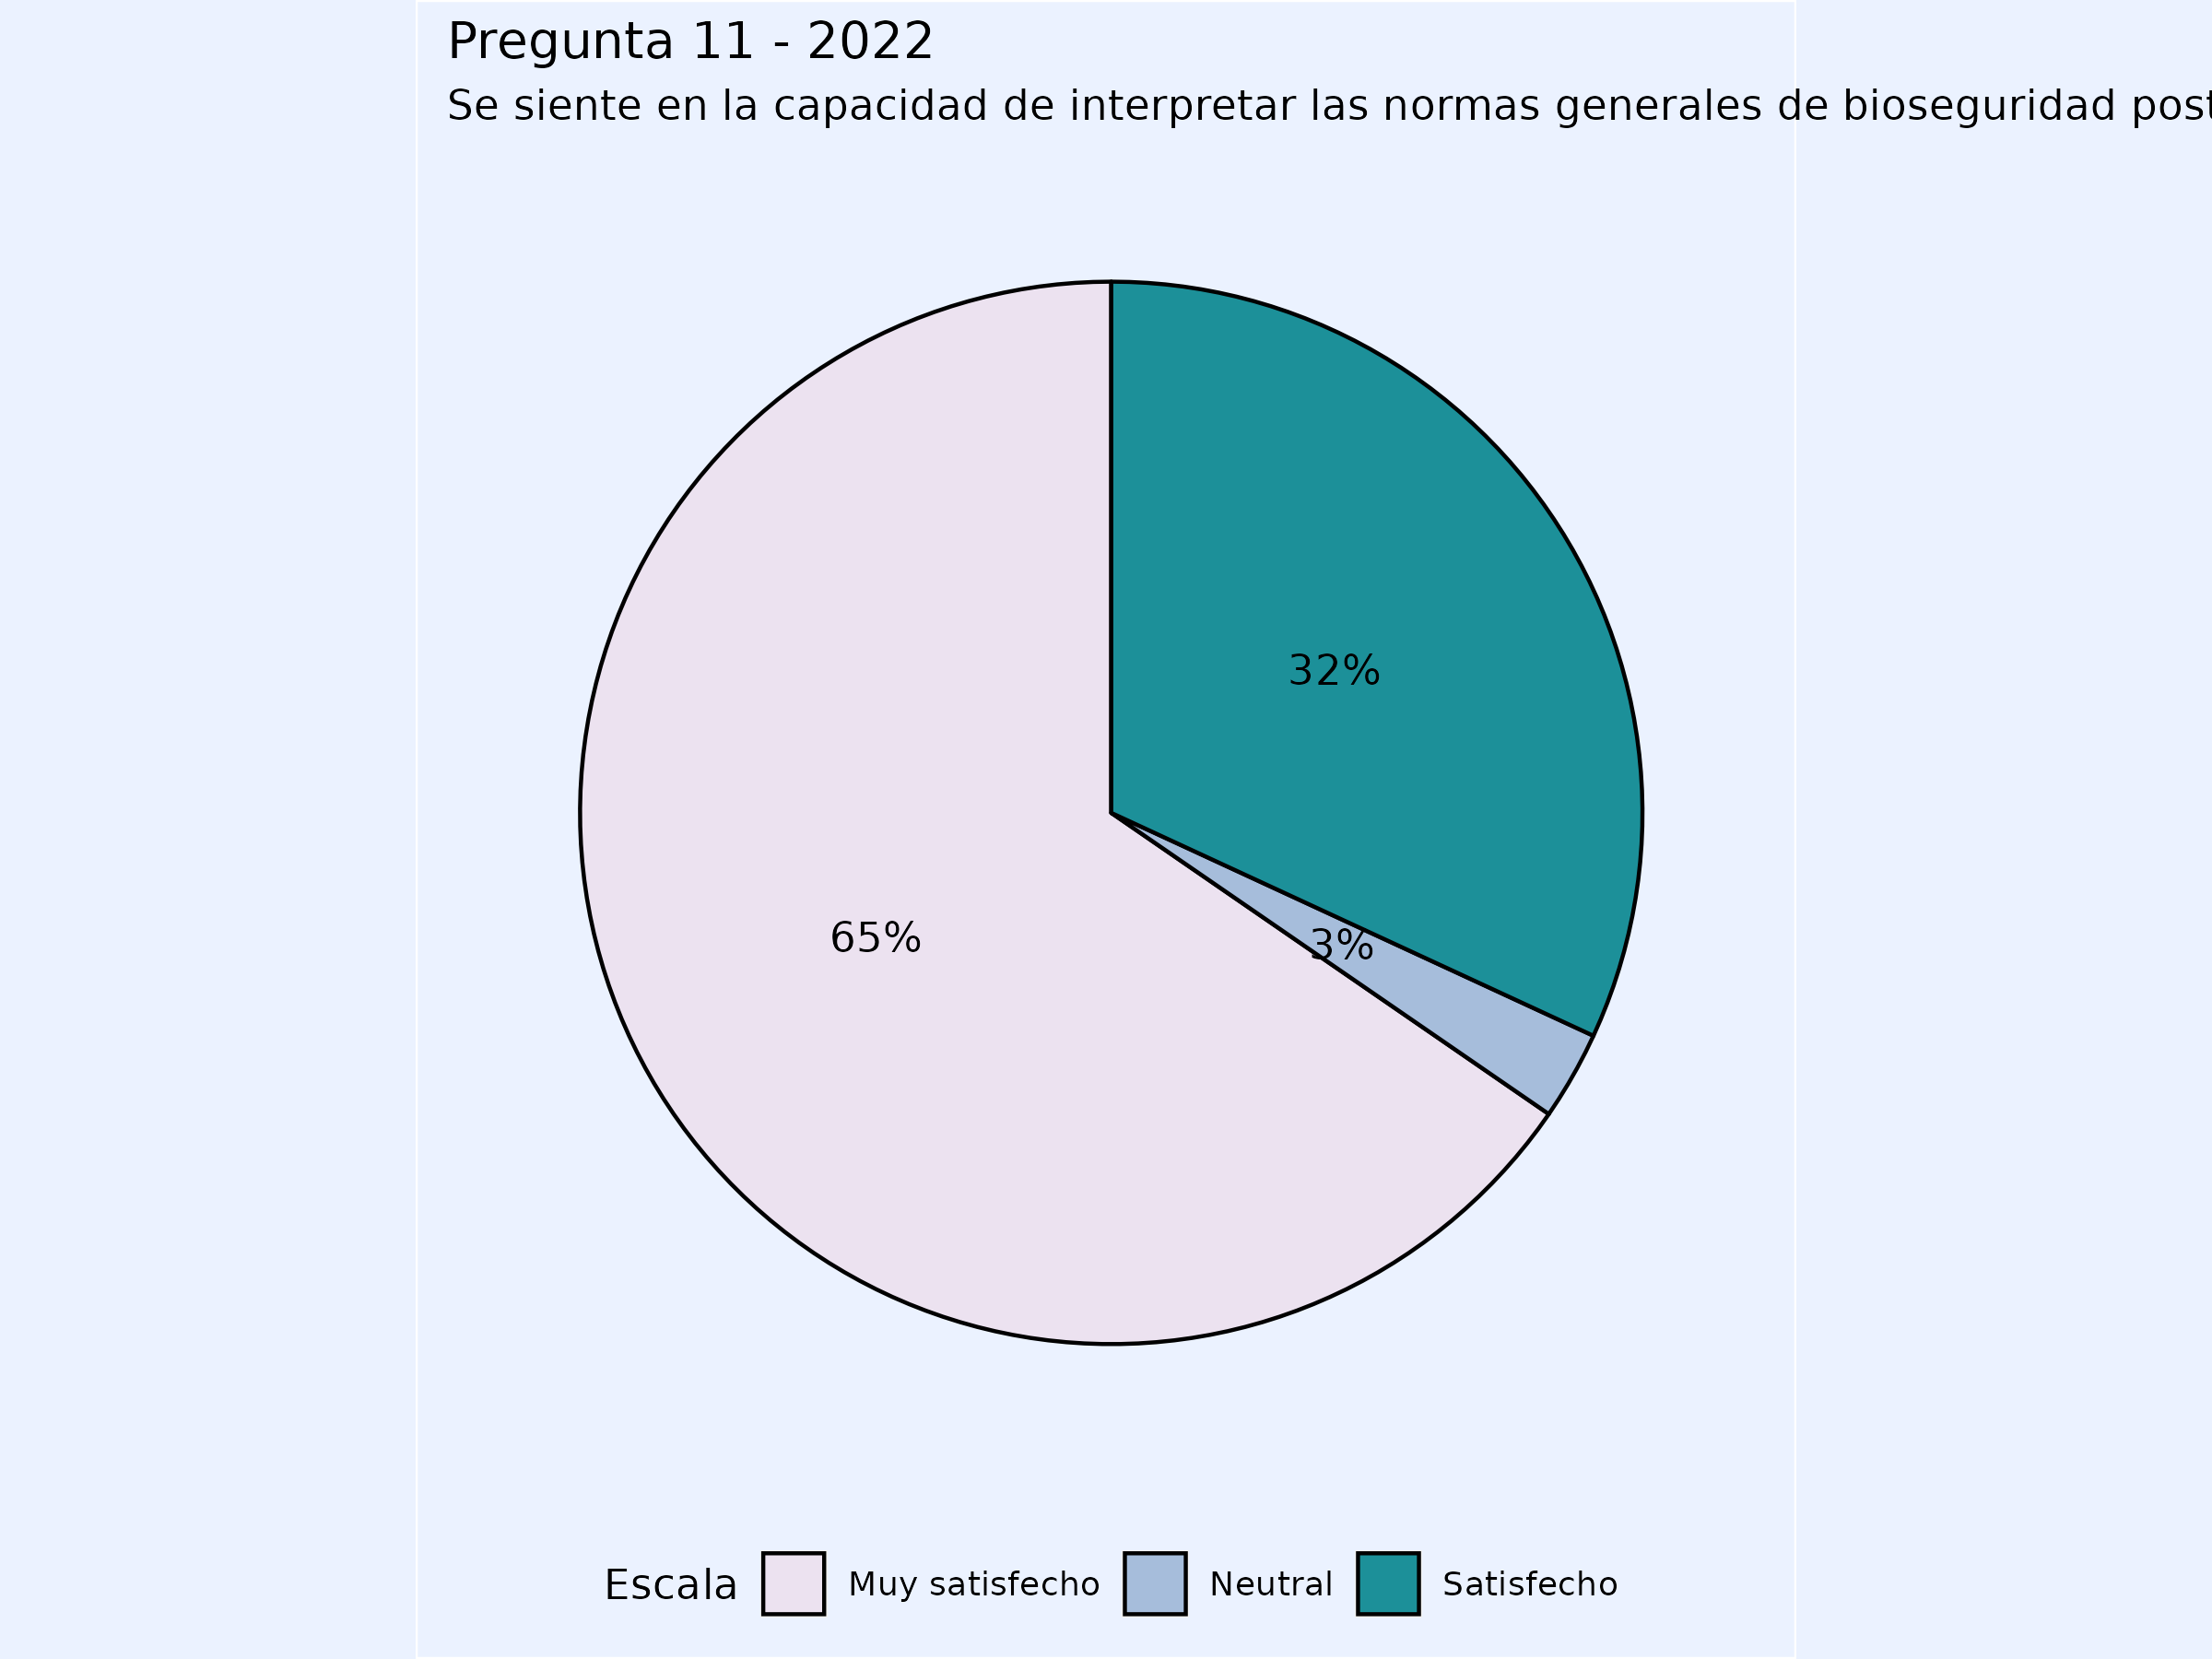 Pregunta 11 - 2022
Se siente en la capacidad de interpretar las normas generales de bioseguridad
32%
65%
3%
Escala Muy satisfecho Neutral Satisfecho